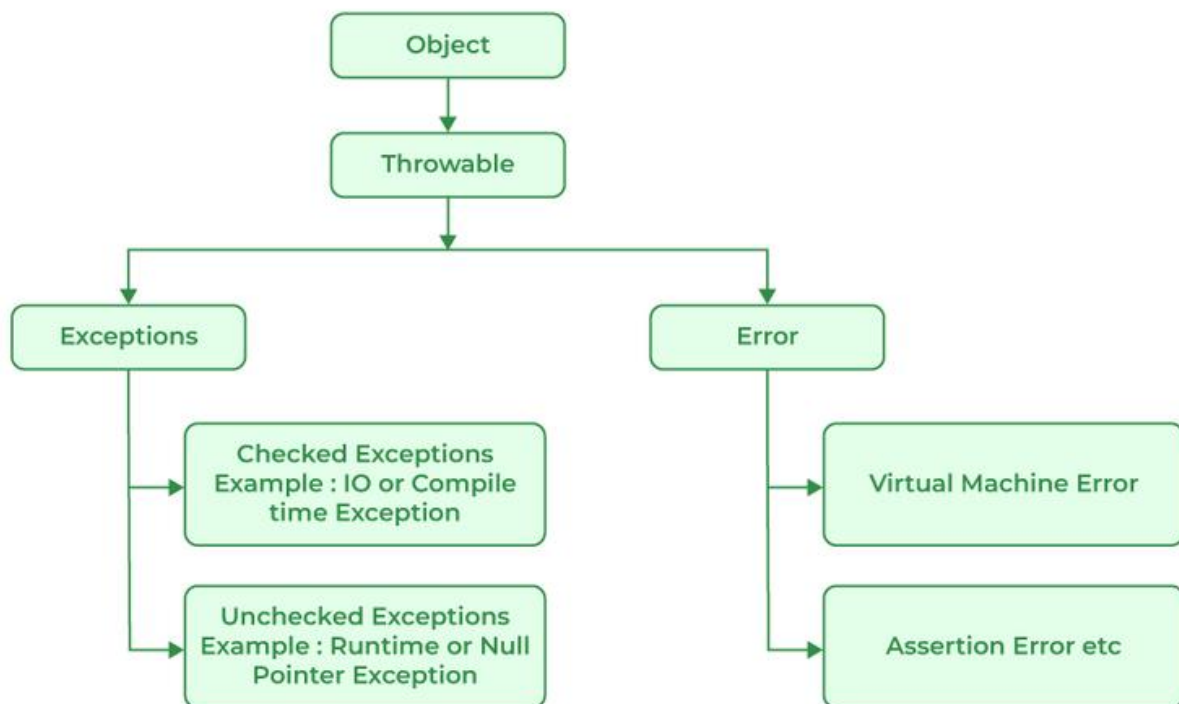 Object
Throwable
Exceptions
Error
Checked Exceptions
Example : IO or Compile
time Exception
Virtual Machine Error
Unchecked Exceptions
Example : Runtime or Null
Pointer Exception
Assertion Error etc